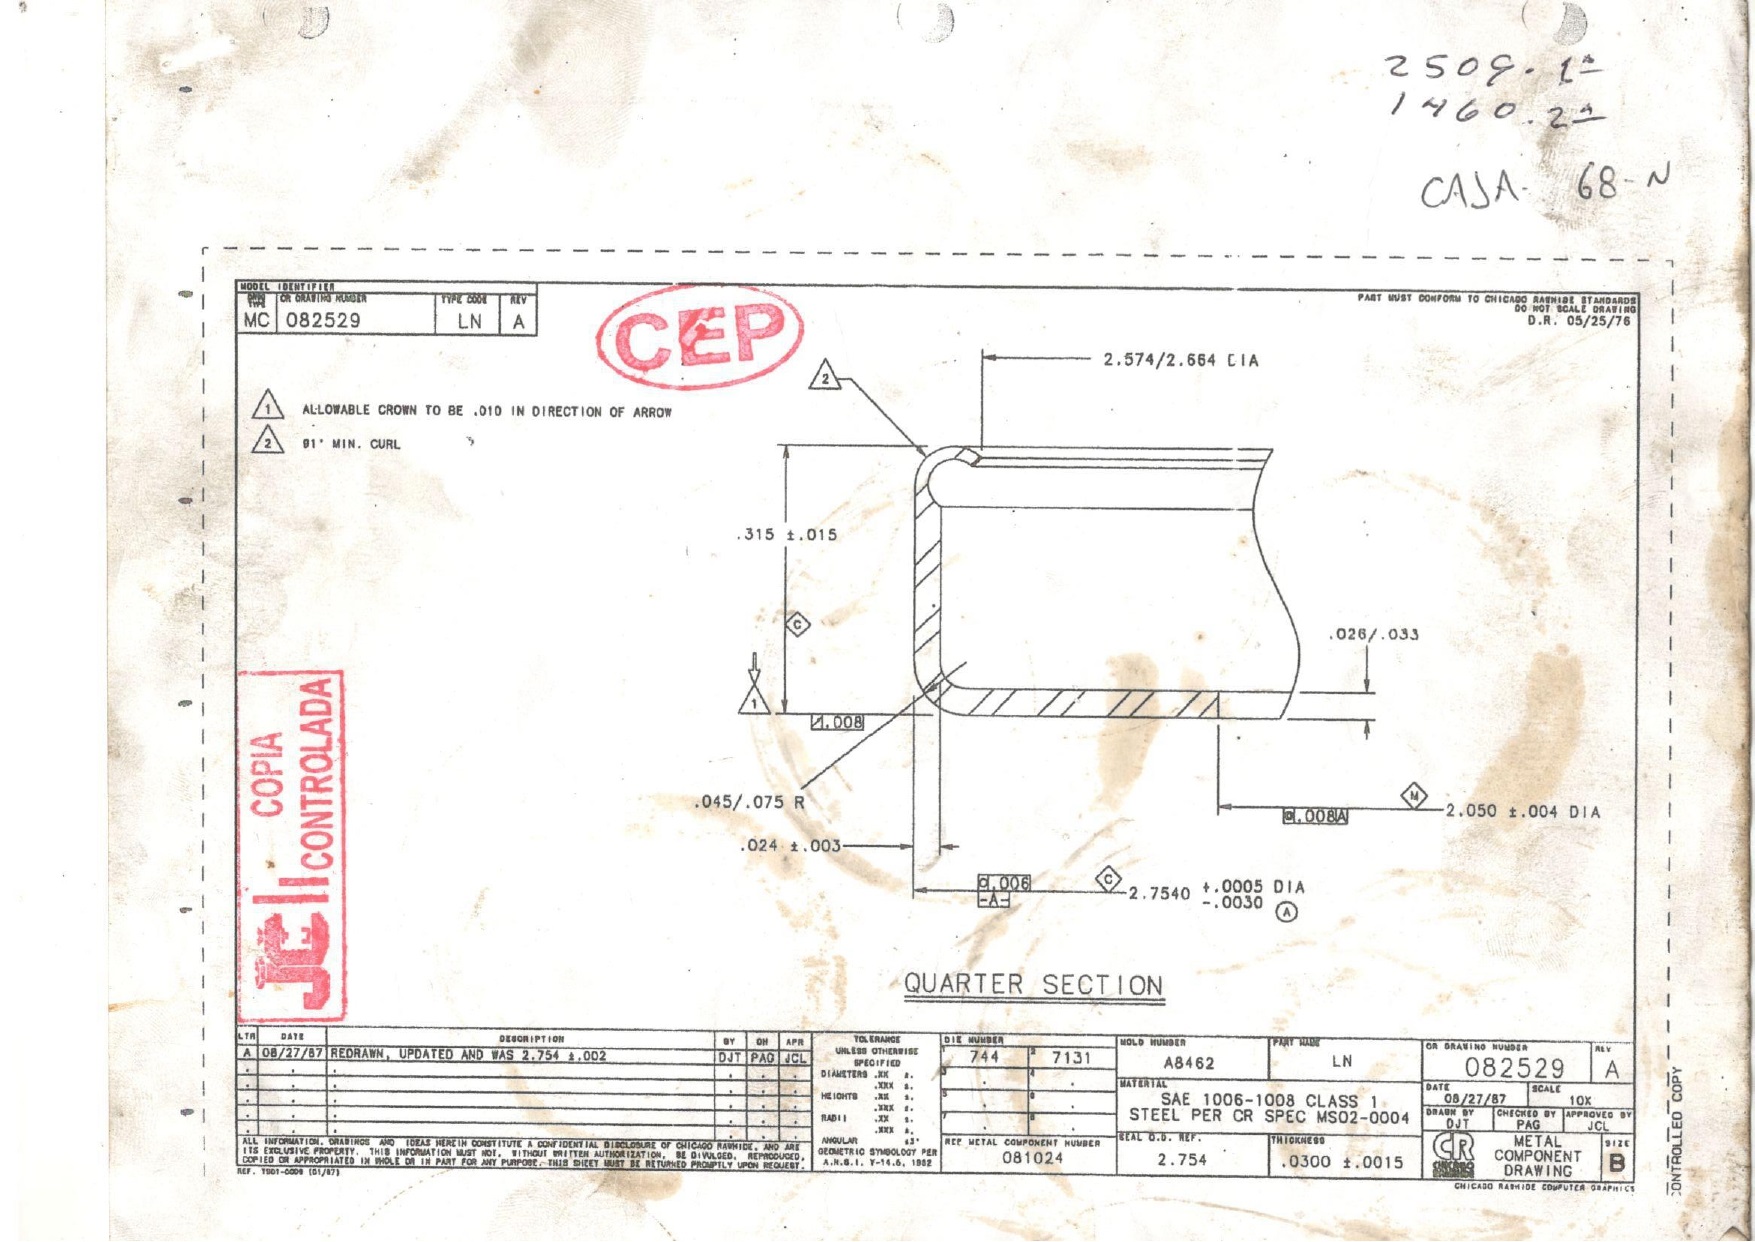 2509. 1ª
1460. 2ª
CAJA- 68-N
MODEL IDENTIFIER
DRWG TYPE CR DRAWING NUMBER TYPE CODE REV
MC 082529 LN A
CEP
PART MUST CONFORM TO CHICAGO RAWHIDE STANDARDS
DO NOT SCALE DRAWING
D.R. 05/25/76
2
2.574/2.664 DIA
1 ALLOWABLE CROWN TO BE .010 IN DIRECTION OF ARROW
2 91° MIN. CURL
.315 ±.015
C
.026/.033
1
.008
.045/.075 R
M
.008 A
2.050 ±.004 DIA
.024 ±.003
.006
-A-
C
2.7540 +.0005 DIA
-.0030 A
JCI COPIA CONTROLADA
QUARTER SECTION
LTR DATE DESCRIPTION BY CH APR
A 08/27/87 REDRAWN, UPDATED AND WAS 2.754 ±.002 DJT PAG JCL
ALL INFORMATION, DRAWINGS AND IDEAS HEREIN CONSTITUTE A CONFIDENTIAL DISCLOSURE OF CHICAGO RAWHIDE, AND ARE
ITS EXCLUSIVE PROPERTY. THIS INFORMATION MUST NOT, WITHOUT WRITTEN AUTHORIZATION, BE DIVULGED, REPRODUCED,
COPIED OR APPROPRIATED IN WHOLE OR IN PART FOR ANY PURPOSE. THIS SHEET MUST BE RETURNED PROMPTLY UPON REQUEST.
REF. TS01-0009 (01/87)
TOLERANCE
UNLESS OTHERWISE
SPECIFIED
DIAMETERS .XX ±.
.XXX ±.
HEIGHTS .XX ±.
.XXX ±.
RADII .XX ±.
.XXX ±.
ANGULAR ±3°
GEOMETRIC SYMBOLOGY PER
A.N.S.I. Y-14.5, 1982
DIE NUMBER
1 744 2 7131
3 4
5 6
7 8
REF METAL COMPONENT NUMBER
081024
MOLD NUMBER
A8462
PART NAME
LN
MATERIAL
SAE 1006-1008 CLASS 1
STEEL PER CR SPEC MS02-0004
SEAL O.D. REF.
2.754
THICKNESS
.0300 ±.0015
CR DRAWING NUMBER REV
082529 A
DATE SCALE
08/27/87 10X
DRAWN BY CHECKED BY APPROVED BY
DJT PAG JCL
CR CHICAGO RAWHIDE
METAL
COMPONENT
DRAWING
SIZE
B
CHICAGO RAWHIDE COMPUTER GRAPHICS
CONTROLLED COPY